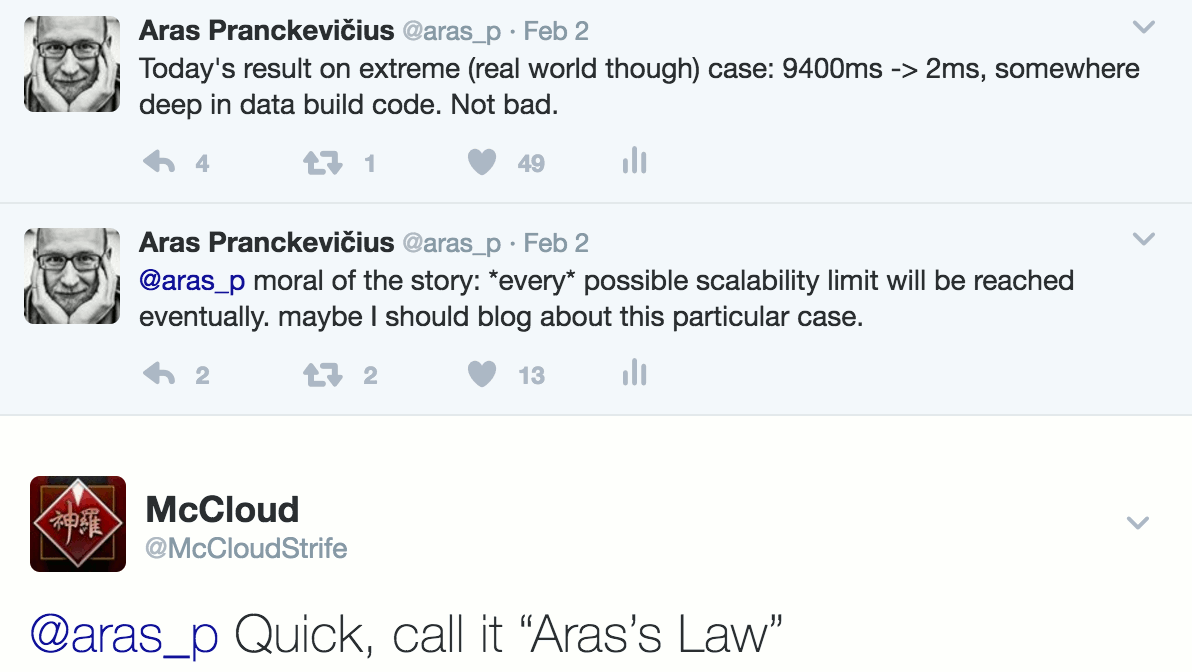 Aras Pranckevičius @aras_p · Feb 2
Today's result on extreme (real world though) case: 9400ms -> 2ms, somewhere
deep in data build code. Not bad.
4 1 49
Aras Pranckevičius @aras_p · Feb 2
@aras_p moral of the story: *every* possible scalability limit will be reached
eventually. maybe I should blog about this particular case.
2 2 13
神羅
McCloud
@McCloudStrife
@aras_p Quick, call it “Aras’s Law”